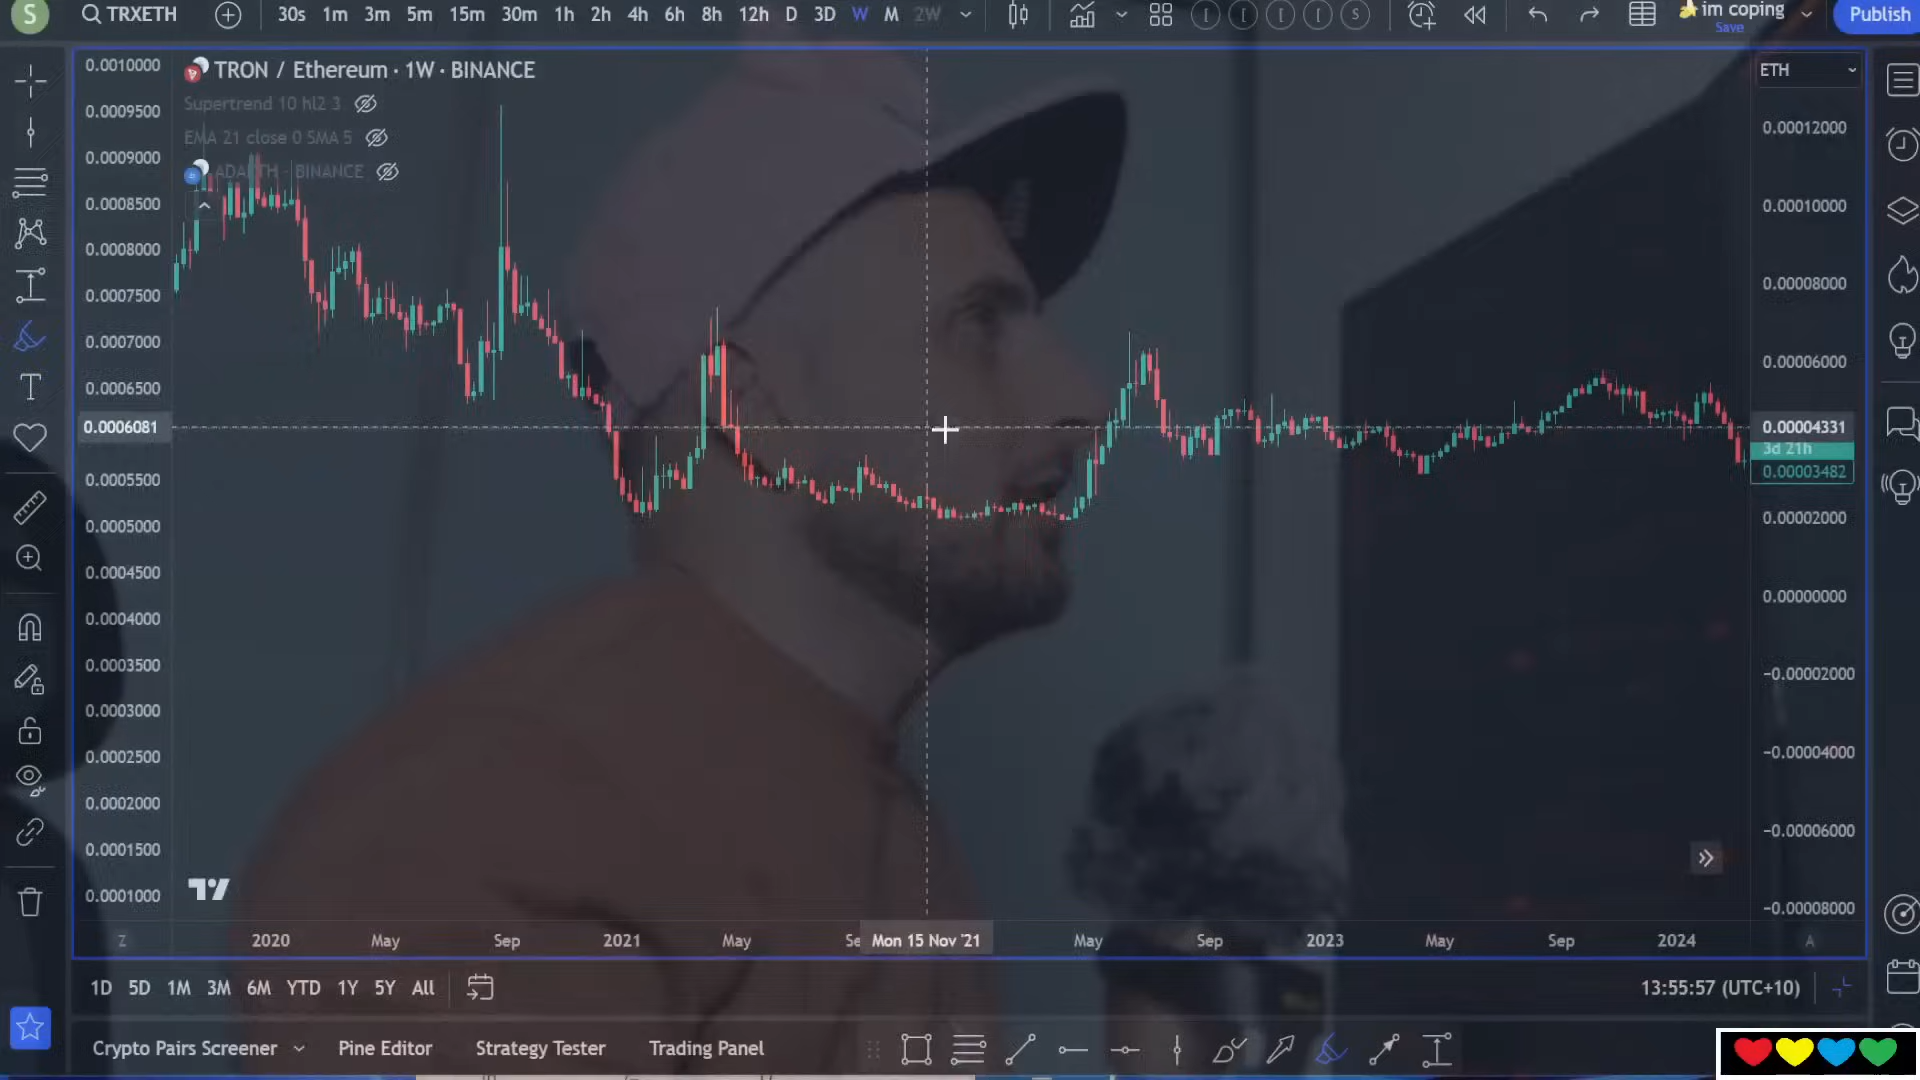 S
TRXETH
30s 1m 3m 5m 15m 30m 1h 2h 4h 6h 8h 12h D 3D W M 2W
im coping
Save
Publish
TRON / Ethereum · 1W · BINANCE
Supertrend 10 hl2 3
EMA 21 close 0 SMA 5
BINANCE
ETH
0.0010000
0.0009500
0.0009000
0.0008500
0.0008000
0.0007500
0.0007000
0.0006500
0.0006081
0.0005500
0.0005000
0.0004500
0.0004000
0.0003500
0.0003000
0.0002500
0.0002000
0.0001500
0.0001000
0.00012000
0.00010000
0.00008000
0.00006000
0.00004331
3d 21h
0.00003482
0.00002000
0.00000000
-0.00002000
-0.00004000
-0.00006000
-0.00008000
Z 2020 May Sep 2021 May Se Mon 15 Nov '21 May Sep 2023 May Sep 2024 A
1D 5D 1M 3M 6M YTD 1Y 5Y All
13:55:57 (UTC+10)
Crypto Pairs Screener Pine Editor Strategy Tester Trading Panel